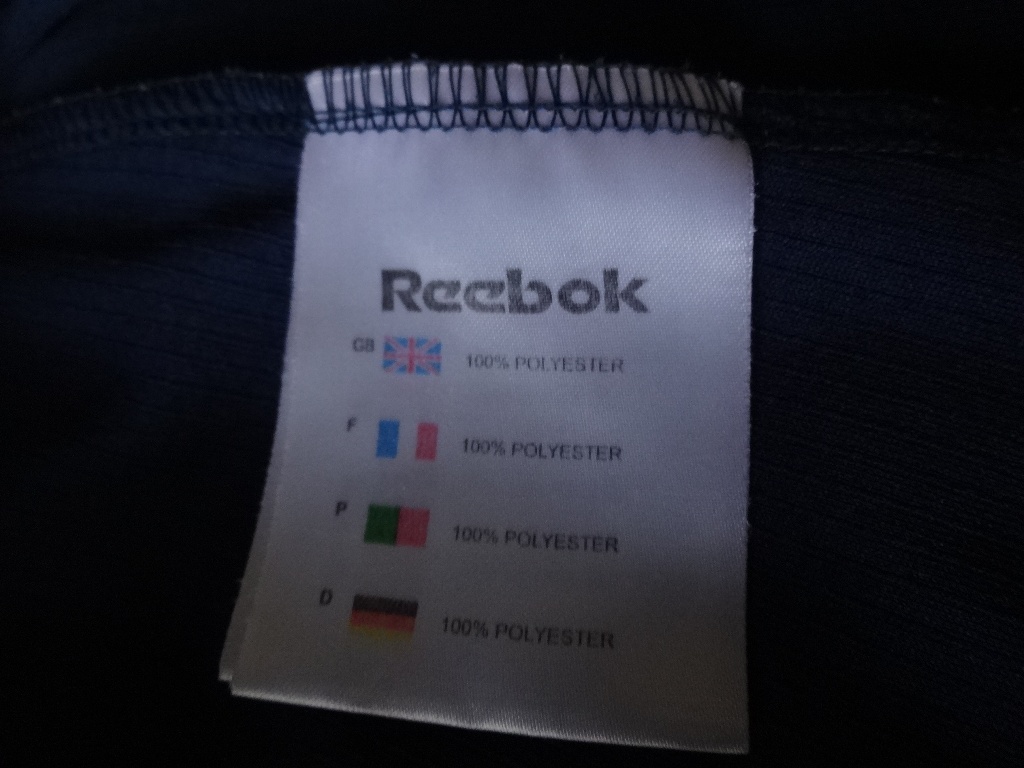 Reebok
GB 100% POLYESTER
F 100% POLYESTER
P 100% POLYESTER
D 100% POLYESTER